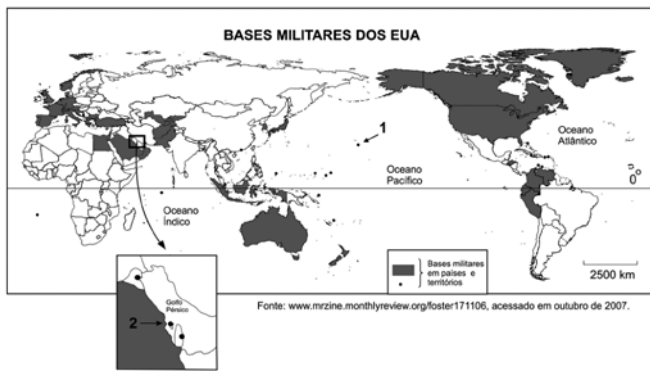 BASES MILITARES DOS EUA
1
Oceano
Atlântico
Oceano
Pacífico
0°
Oceano
Índico
Bases militares
em países e
territórios
2500 km
Golfo
Pérsico
2
Fonte: www.mrzine.monthlyreview.org/foster171106, acessado em outubro de 2007.